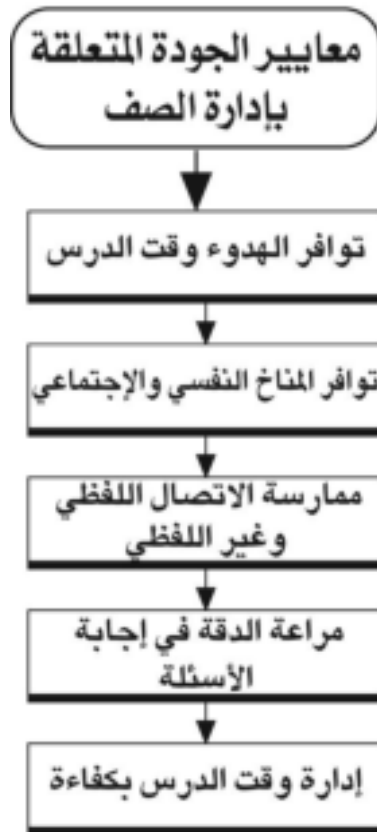 معايير الجودة المتعلقة
بإدارة الصف
توافر الهدوء وقت الدرس
توافر المناخ النفسي والإجتماعي
ممارسة الاتصال اللفظي
وغير اللفظي
مراعة الدقة في إجابة
الأسئلة
إدارة وقت الدرس بكفاءة